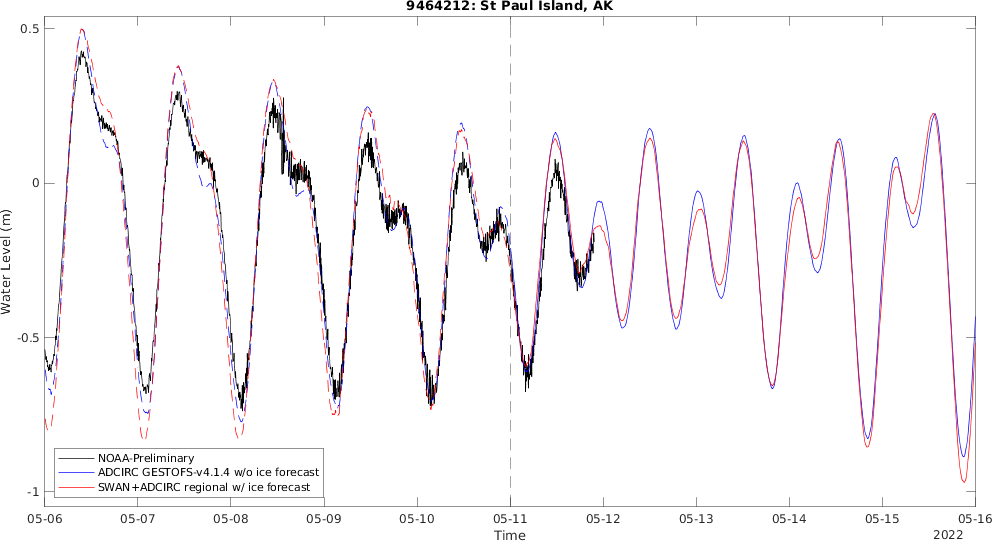 9464212: St Paul Island, AK
0.5
0
-0.5
-1
Water Level (m)
NOAA-Preliminary
ADCIRC GESTOFS-v4.1.4 w/o ice forecast
SWAN+ADCIRC regional w/ ice forecast
05-06 05-07 05-08 05-09 05-10 05-11 05-12 05-13 05-14 05-15 05-16
Time
2022